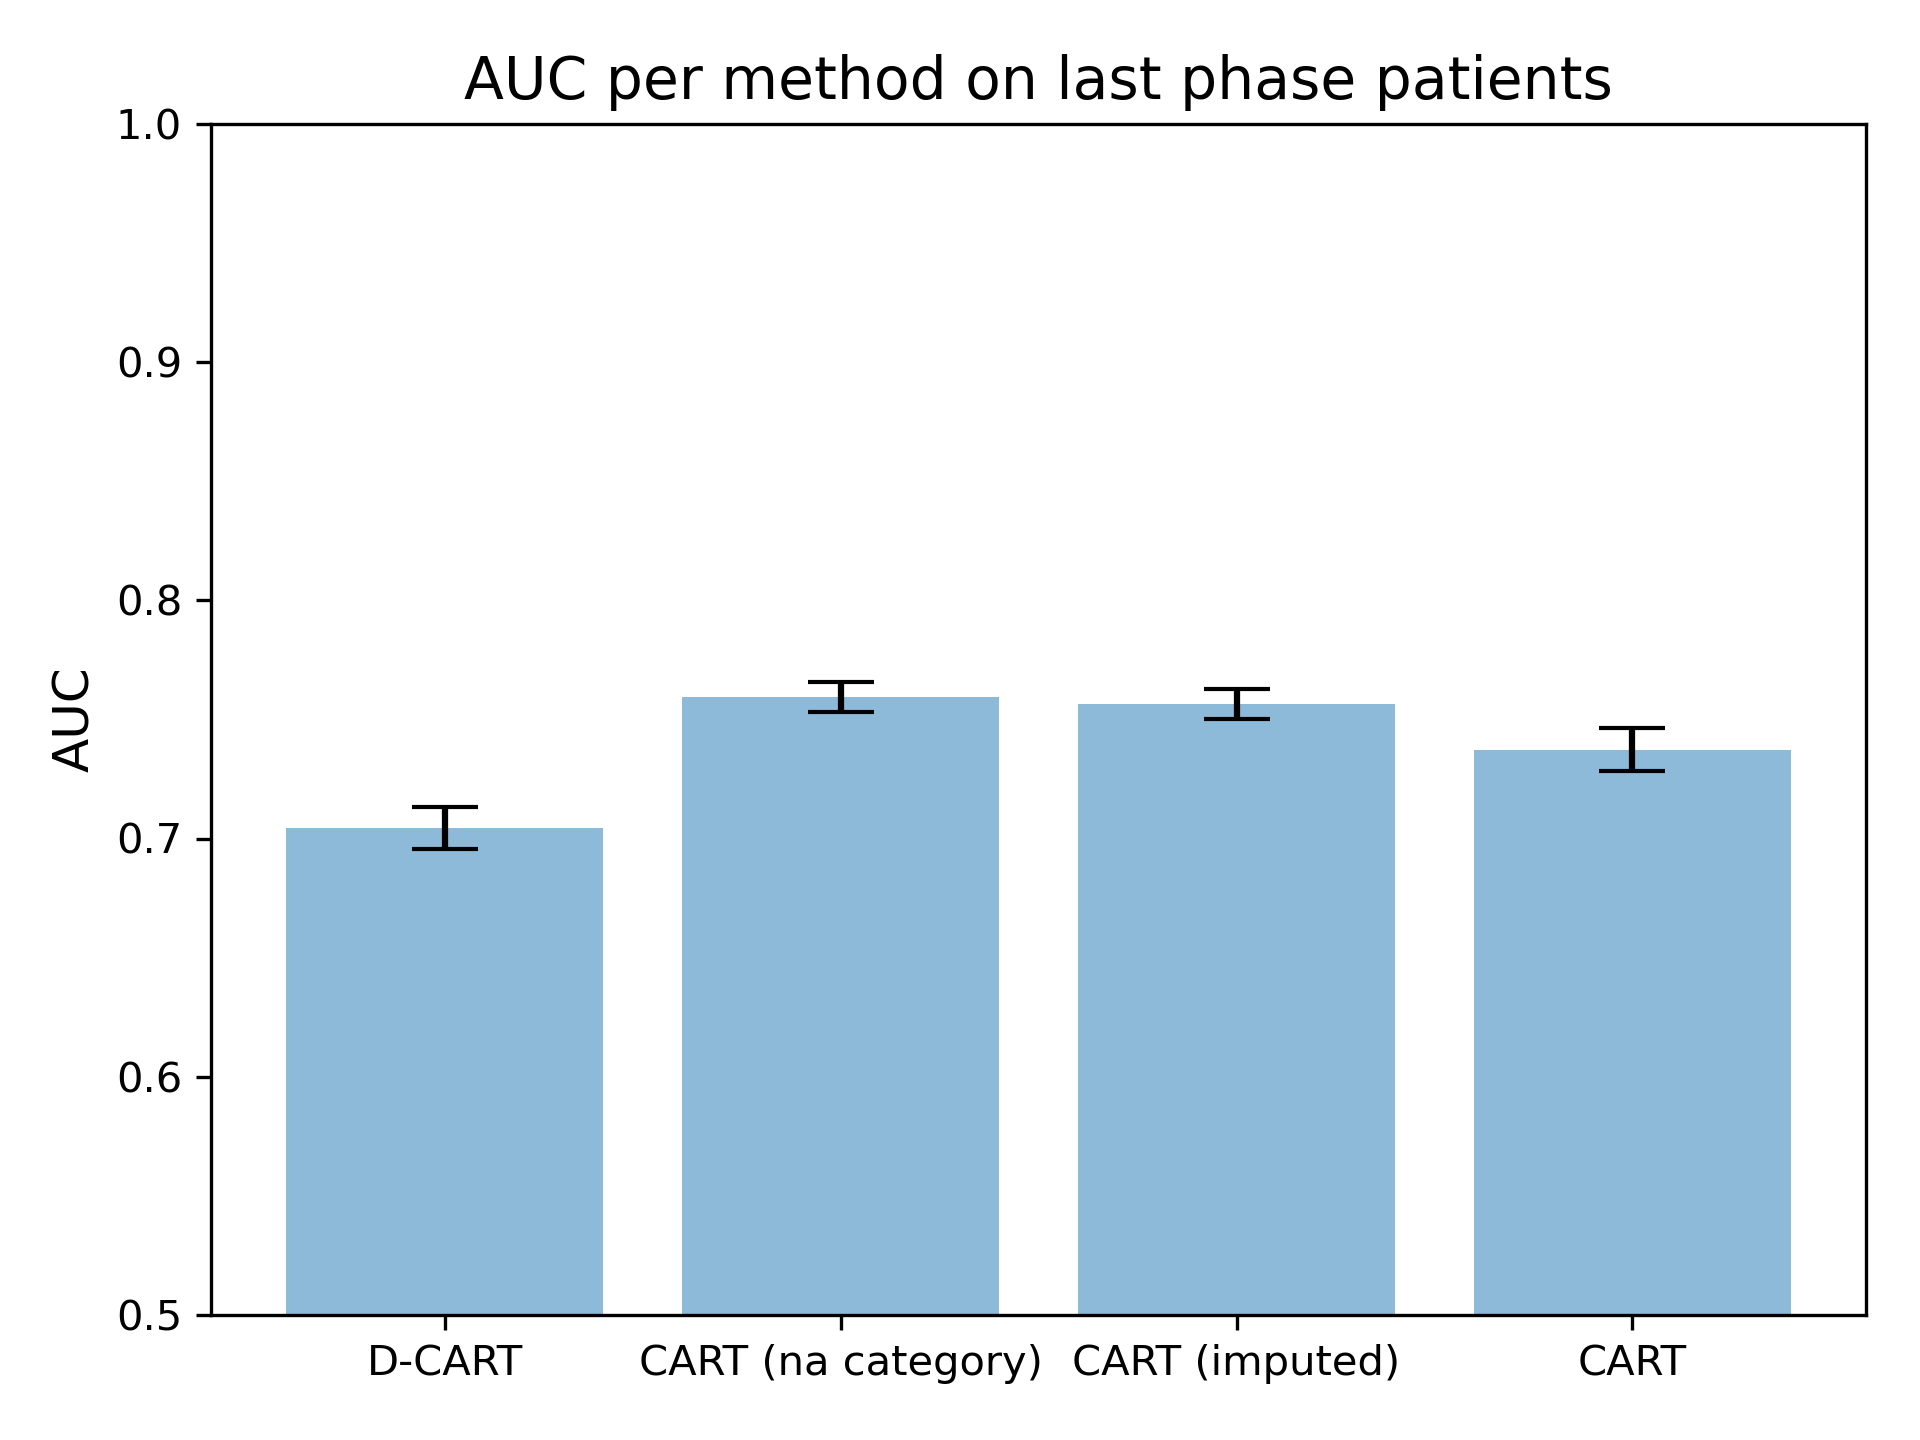 AUC per method on last phase patients
1.0
0.9
0.8
0.7
0.6
0.5
AUC
D-CART
CART (na category)
CART (imputed)
CART